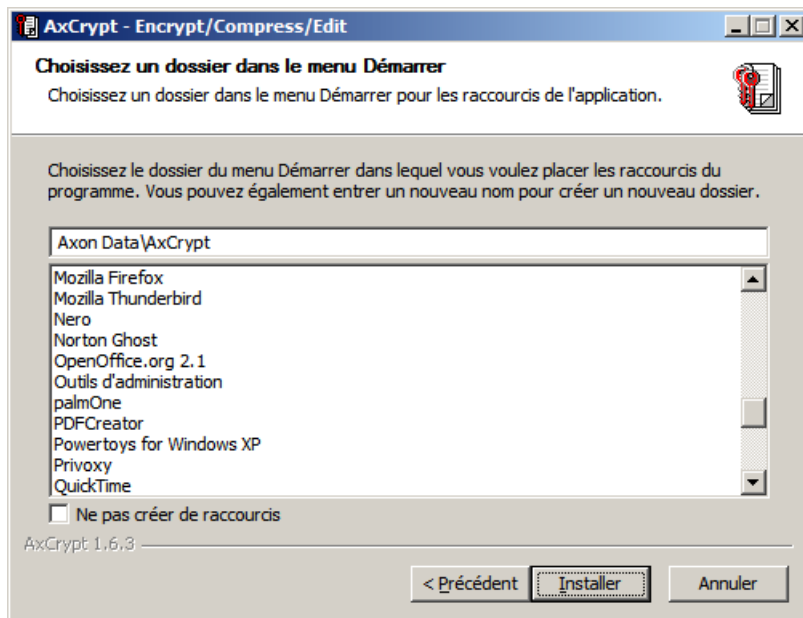 AxCrypt - Encrypt/Compress/Edit
Choisissez un dossier dans le menu Démarrer
Choisissez un dossier dans le menu Démarrer pour les raccourcis de l'application.
Choisissez le dossier du menu Démarrer dans lequel vous voulez placer les raccourcis du
programme. Vous pouvez également entrer un nouveau nom pour créer un nouveau dossier.
Axon Data\AxCrypt
Mozilla Firefox
Mozilla Thunderbird
Nero
Norton Ghost
OpenOffice.org 2.1
Outils d'administration
palmOne
PDFCreator
Powertoys for Windows XP
Privoxy
QuickTime
Ne pas créer de raccourcis
AxCrypt 1.6.3
< Précédent Installer Annuler